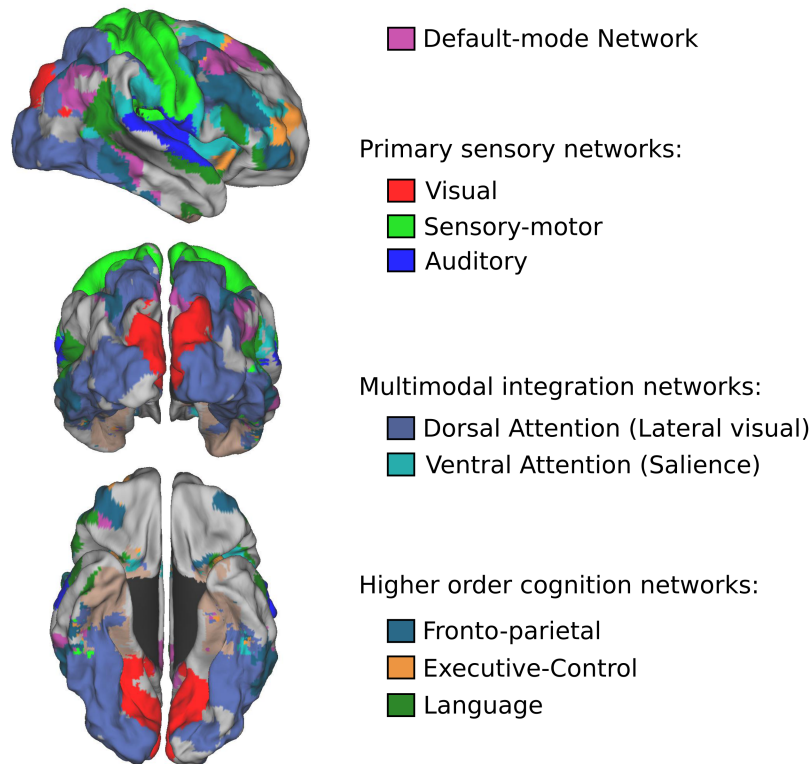 Default-mode Network
Primary sensory networks:
Visual
Sensory-motor
Auditory
Multimodal integration networks:
Dorsal Attention (Lateral visual)
Ventral Attention (Salience)
Higher order cognition networks:
Fronto-parietal
Executive-Control
Language